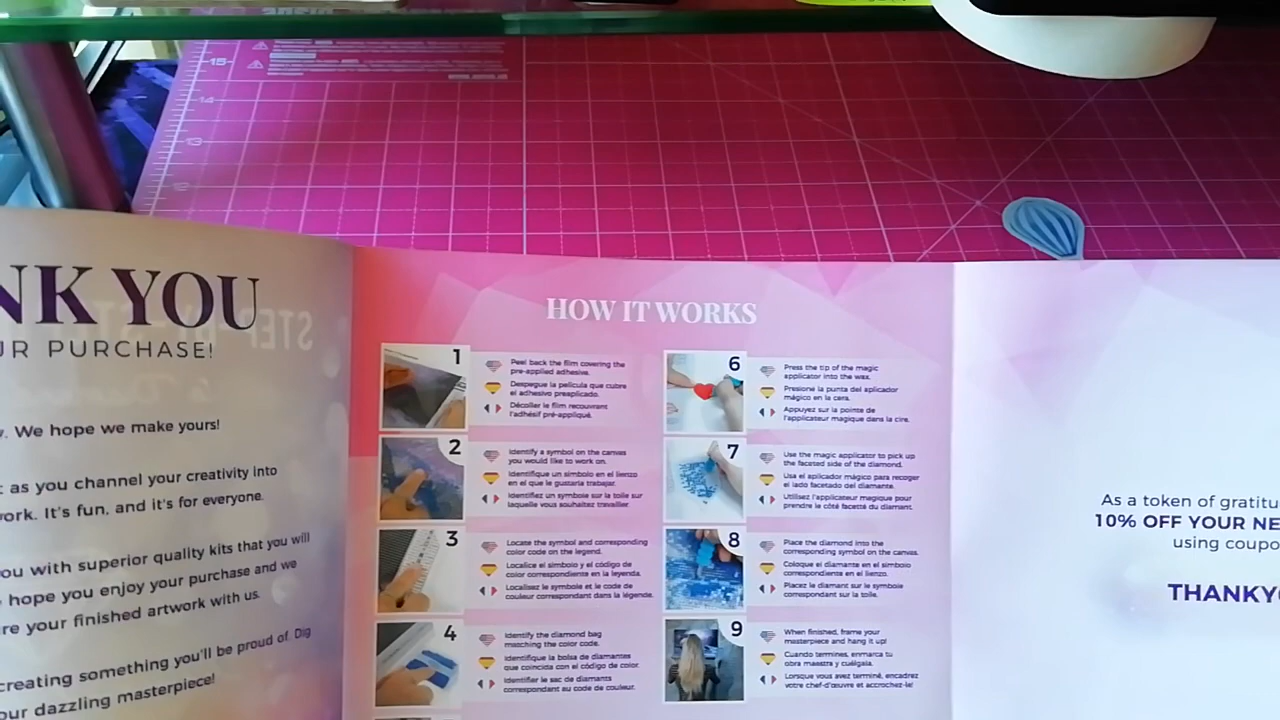 15
14
13
NK YOU
UR PURCHASE!
. We hope we make yours!
t as you channel your creativity into
ork. It's fun, and it's for everyone.
ou with superior quality kits that you will
hope you enjoy your purchase and we
re your finished artwork with us.
creating something you'll be proud of. Dig
our dazzling masterpiece!
HOW IT WORKS
1
Peel back the film covering the
pre-applied adhesive.
Despegue la película que cubre
el adhesivo preaplicado.
Décoller le film recouvrant
l'adhésif pré-appliqué.
2
Identify a symbol on the canvas
you would like to work on.
Identifique un símbolo en el lienzo
en el que le gustaría trabajar.
Identifiez un symbole sur la toile sur
laquelle vous souhaitez travailler.
3
Locate the symbol and corresponding
color code on the legend.
Localice el símbolo y el código de
color correspondiente en la leyenda.
Localisez le symbole et le code de
couleur correspondant dans la légende.
4
Identify the diamond bag
matching the color code.
Identifique la bolsa de diamantes
que coincida con el código de color.
Identifier le sac de diamants
correspondant au code de couleur.
6
Press the tip of the magic
applicator into the wax.
Presione la punta del aplicador
mágico en la cera.
Appuyez sur la pointe de
l'applicateur magique dans la cire.
7
Use the magic applicator to pick up
the faceted side of the diamond.
Usa el aplicador mágico para recoger
el lado facetado del diamante.
Utilisez l'applicateur magique pour
prendre le côté facetté du diamant.
8
Place the diamond into the
corresponding symbol on the canvas.
Coloque el diamante en el símbolo
correspondiente en el lienzo.
Placez le diamant sur le symbole
correspondant sur la toile.
9
When finished, frame your
masterpiece and hang it up!
Cuando termines, enmarca tu
obra maestra y cuélgala.
Lorsque vous avez terminé, encadrez
votre chef-d'œuvre et accrochez-le!
As a token of gratitu
10% OFF YOUR NE
using coupo
THANKYO